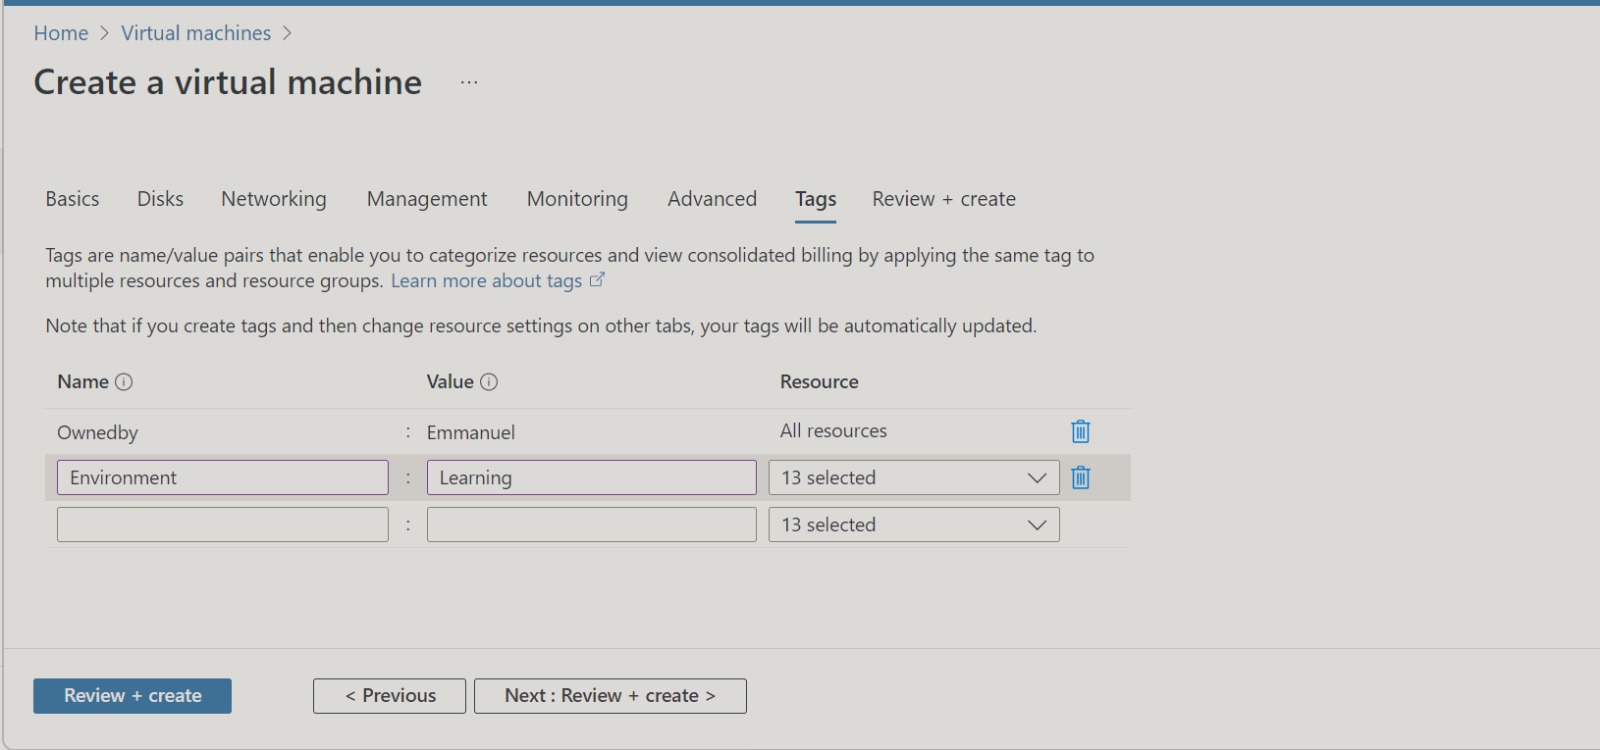 Home > Virtual machines >
Create a virtual machine ...
Basics Disks Networking Management Monitoring Advanced Tags Review + create
Tags are name/value pairs that enable you to categorize resources and view consolidated billing by applying the same tag to
multiple resources and resource groups. Learn more about tags
Note that if you create tags and then change resource settings on other tabs, your tags will be automatically updated.
Name Value Resource
Ownedby : Emmanuel All resources
Environment : Learning 13 selected
: 13 selected
Review + create < Previous Next : Review + create >